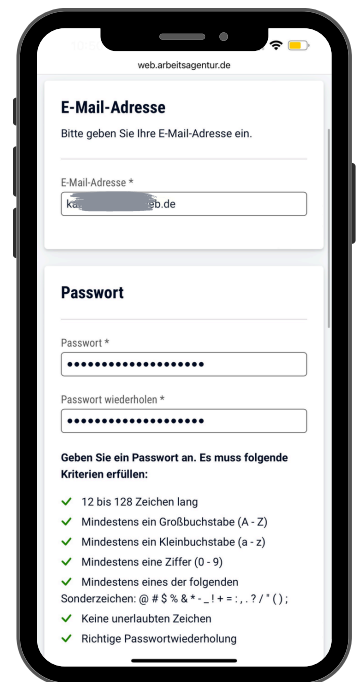 web.arbeitsagentur.de
E-Mail-Adresse
Bitte geben Sie Ihre E-Mail-Adresse ein.
E-Mail-Adresse *
eb.de
Passwort
Passwort *
••••••••••••••••••••
Passwort wiederholen *
••••••••••••••••••••
Geben Sie ein Passwort an. Es muss folgende
Kriterien erfüllen:
12 bis 128 Zeichen lang
Mindestens ein Großbuchstabe (A - Z)
Mindestens ein Kleinbuchstabe (a - z)
Mindestens eine Ziffer (0 - 9)
Mindestens eines der folgenden
Sonderzeichen: @ # $ % & * - _ ! + = : , . ? / " ( ) ;
Keine unerlaubten Zeichen
Richtige Passwortwiederholung